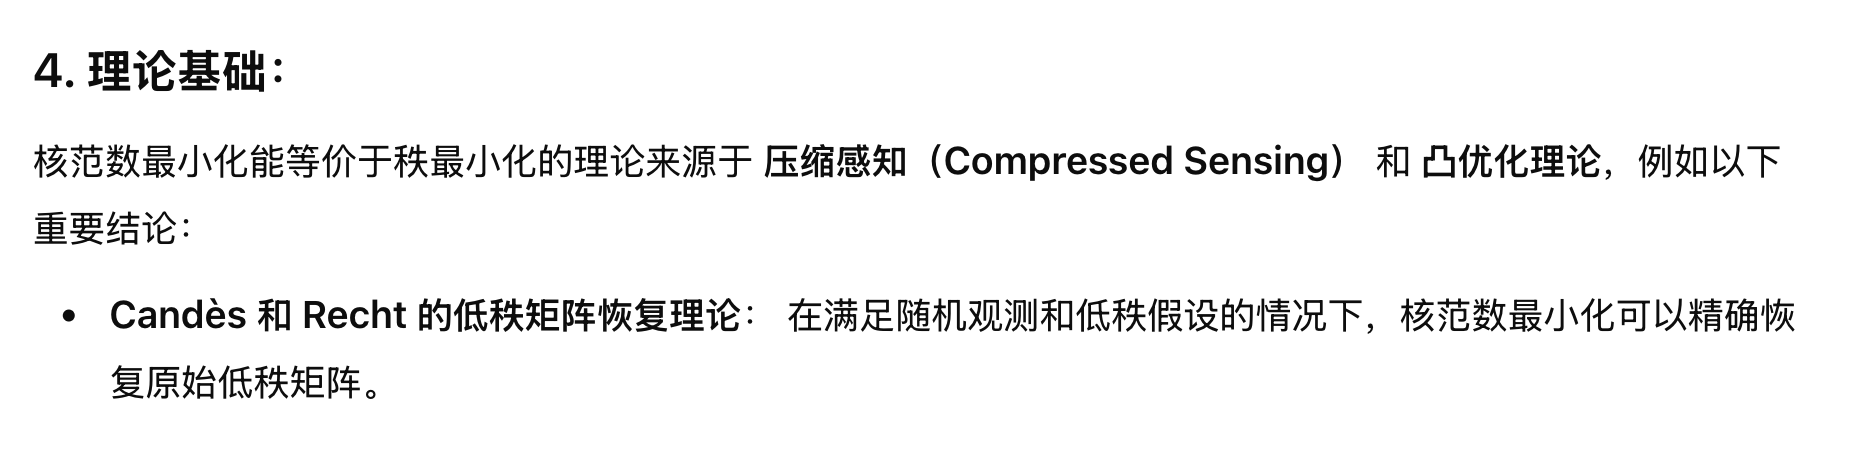 4. 理论基础：
核范数最小化能等价于秩最小化的理论来源于 压缩感知（Compressed Sensing） 和 凸优化理论，例如以下
重要结论：
• Candès 和 Recht 的低秩矩阵恢复理论： 在满足随机观测和低秩假设的情况下，核范数最小化可以精确恢
复原始低秩矩阵。